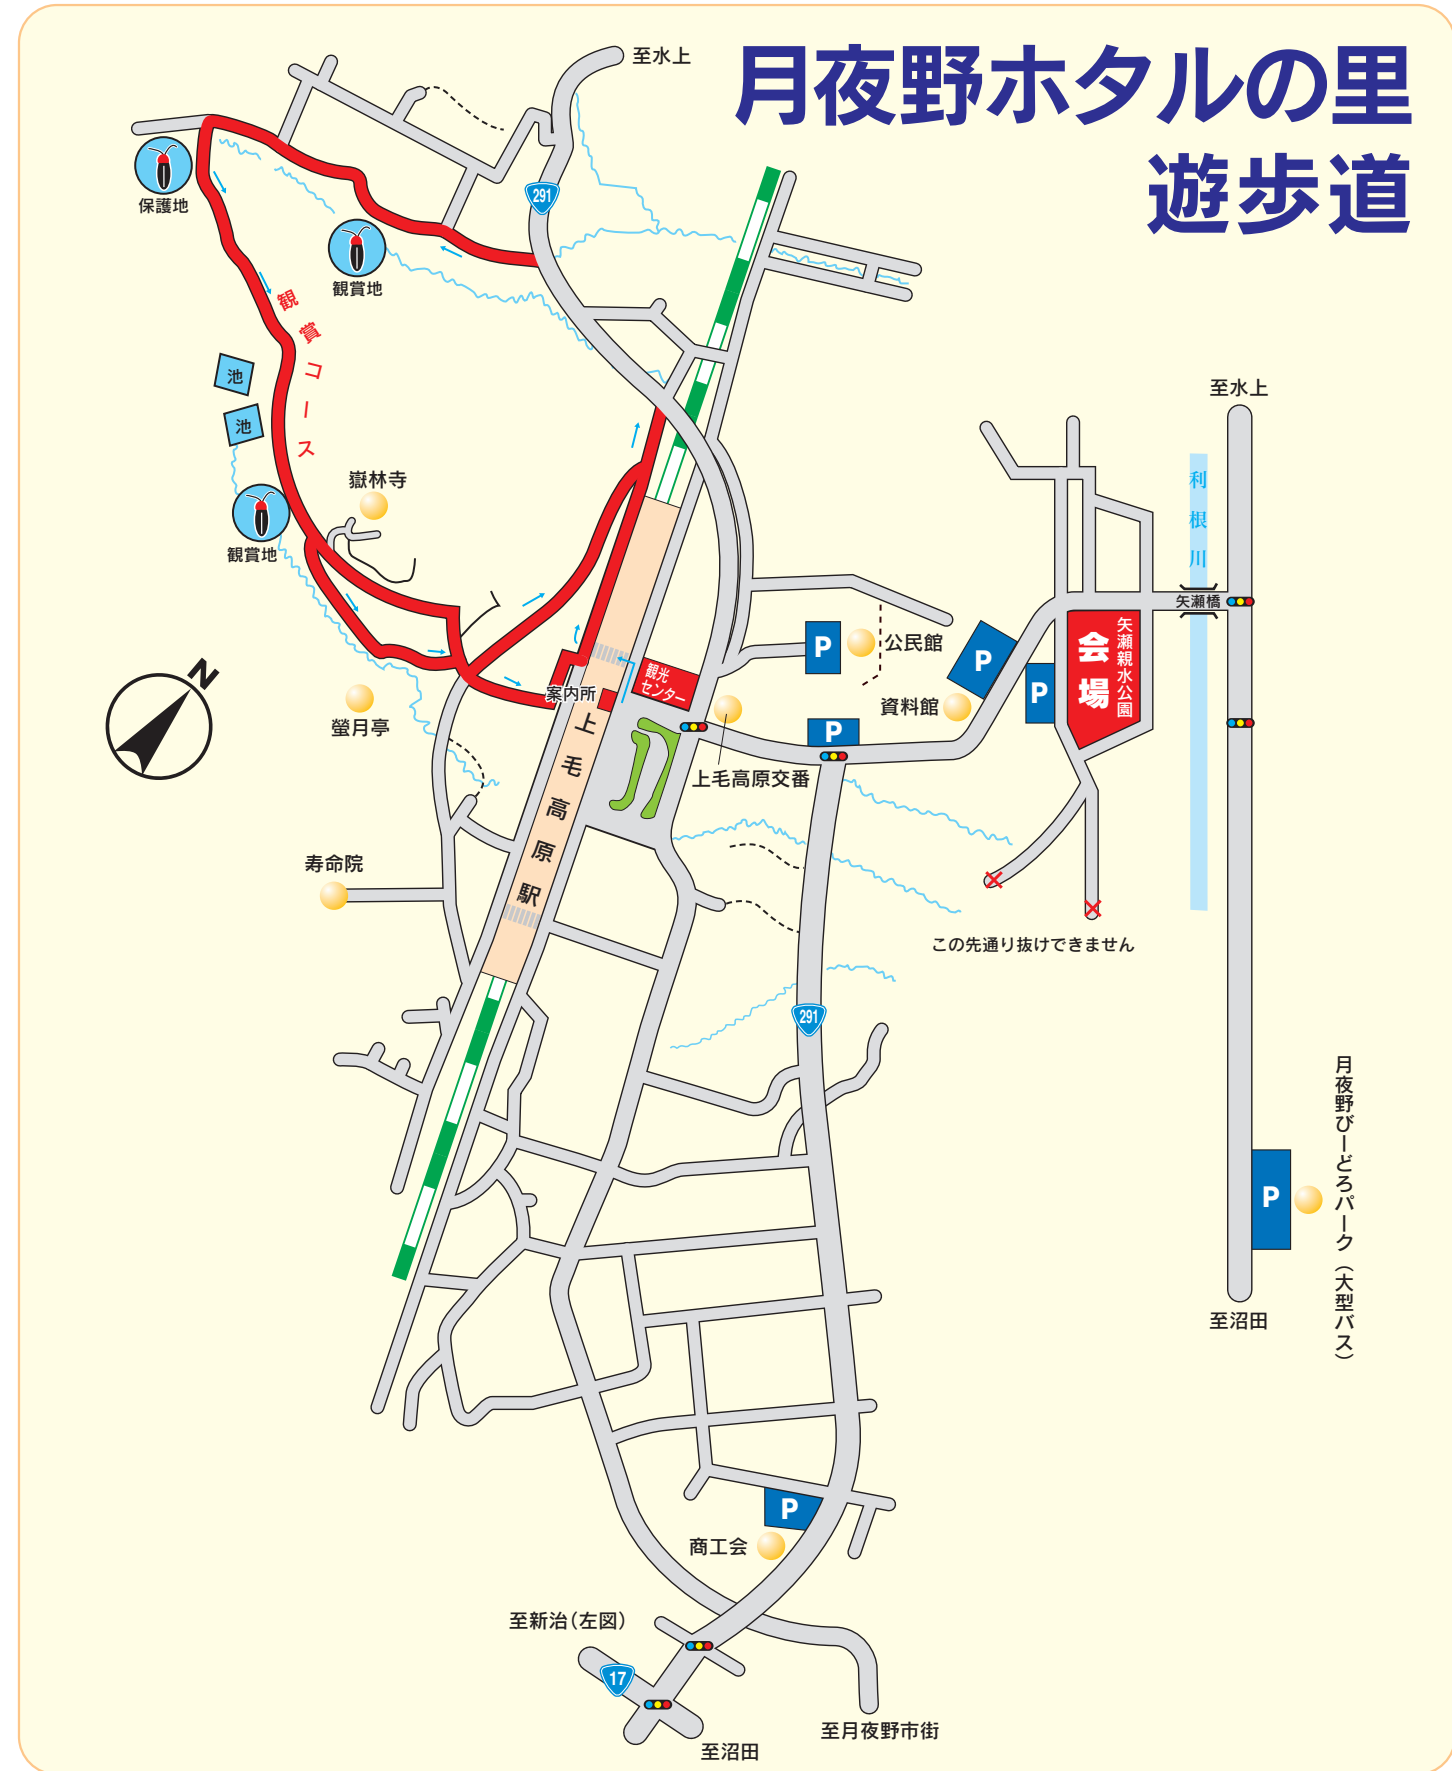 月夜野ホタルの里
遊歩道
至水上
291
保護地
観賞地
観賞コース
池
池
嶽林寺
観賞地
N
螢月亭
案内所
観光
センター
上毛高原駅
上毛高原交番
P
公民館
P
資料館
P
P
会場
矢瀬親水公園
矢瀬橋
利根川
至水上
寿命院
この先通り抜けできません
291
P
月夜野びーどろパーク（大型バス）
至沼田
P
商工会
至新治（左図）
17
至沼田
至月夜野市街